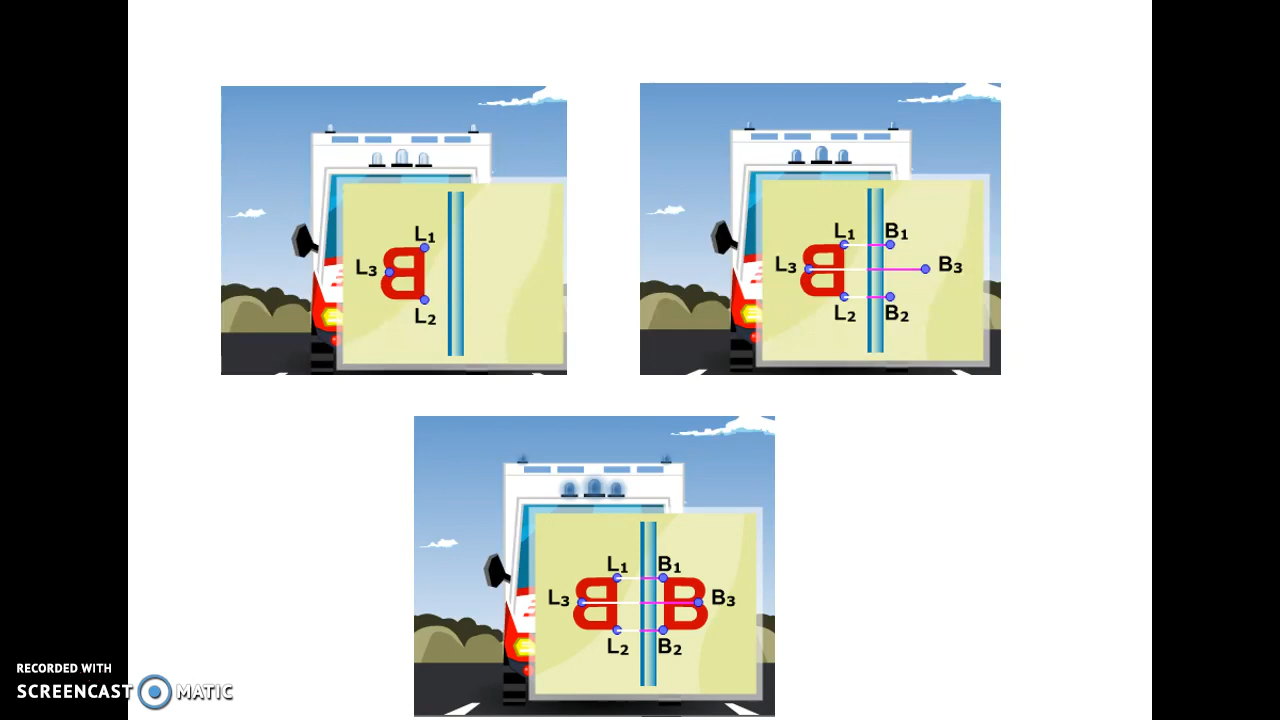 L1
L3
L2
L1 B1
L3 B3
L2 B2
L1 B1
L3 B3
L2 B2
B
RECORDED WITH
SCREENCAST MATIC